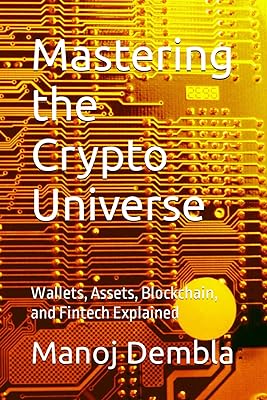 Mastering
the
Crypto
Universe
Wallets, Assets, Blockchain,
and Fintech Explained
Manoj Dembla